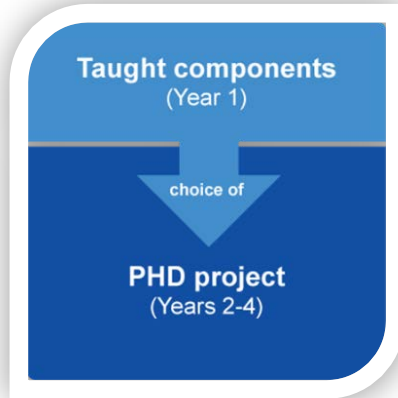 Taught components
(Year 1)
choice of
PHD project
(Years 2-4)